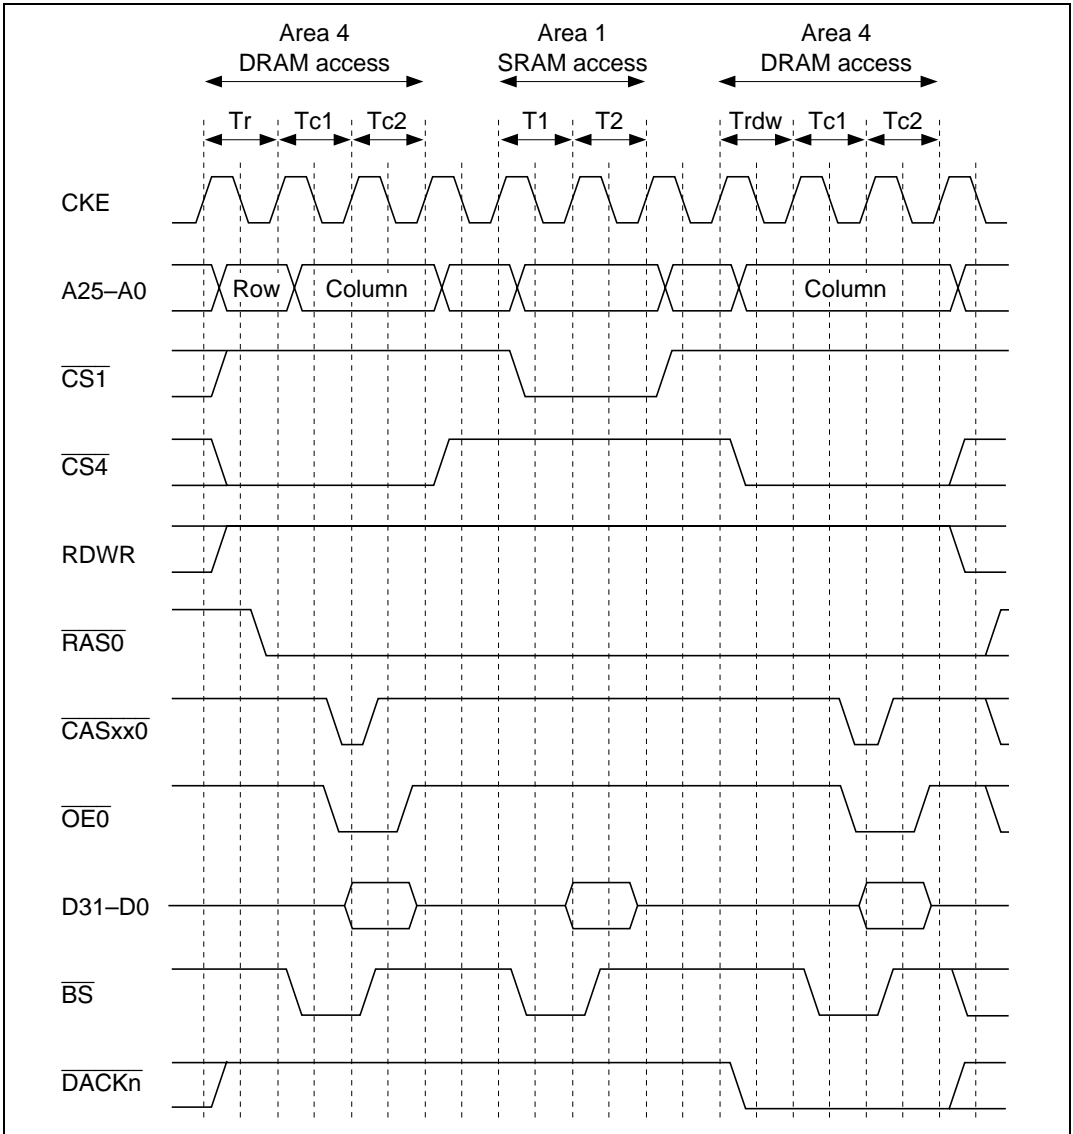 Area 4 Area 1 Area 4
DRAM access SRAM access DRAM access
Tr Tc1 Tc2 T1 T2 Trdw Tc1 Tc2
CKE
A25–A0 Row Column Column
CS1
CS4
RDWR
RAS0
CASxx0
OE0
D31–D0
BS
DACKn